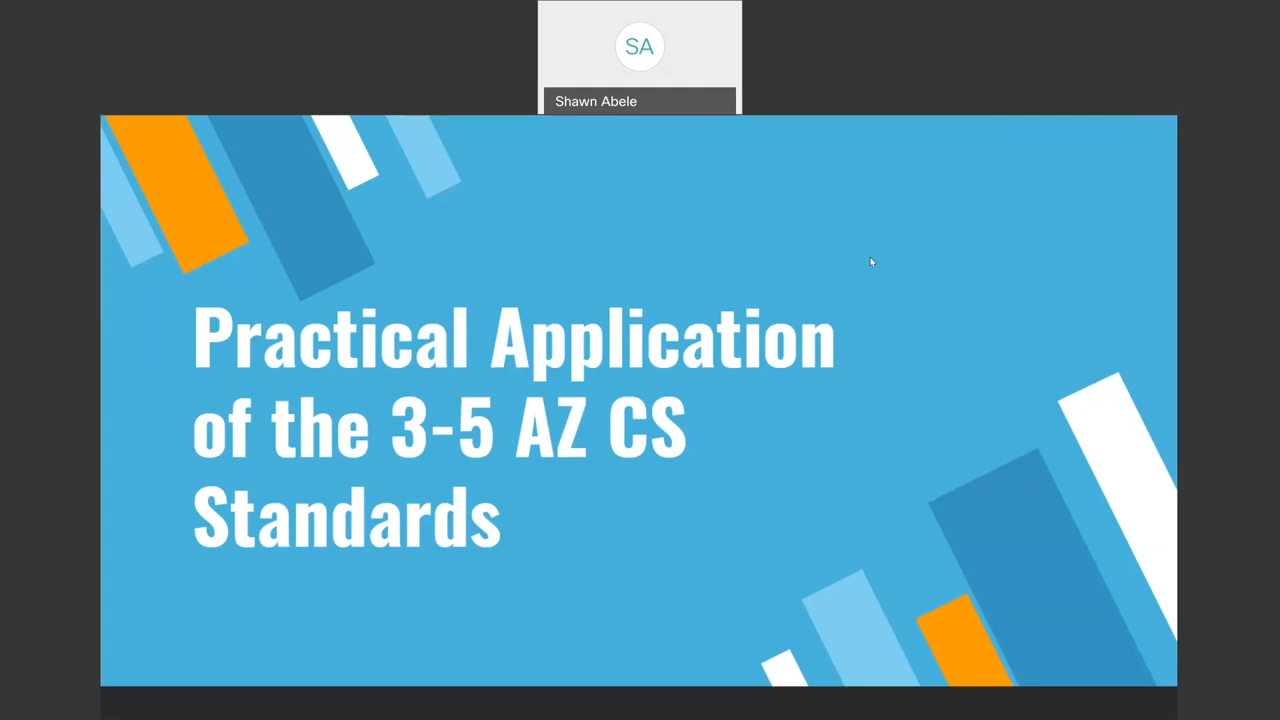 SA
Shawn Abele
Practical Application
of the 3-5 AZ CS
Standards